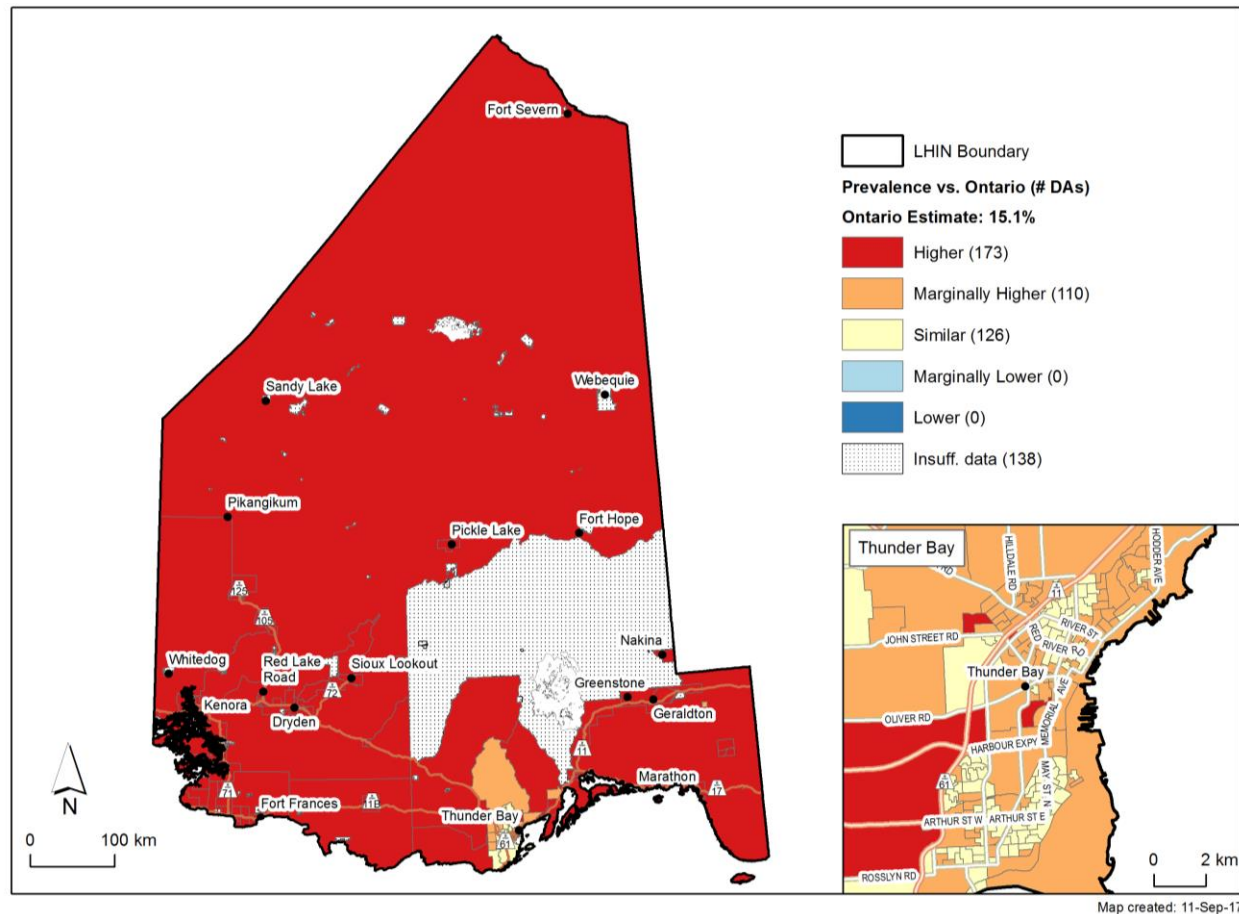 Fort Severn
Sandy Lake
Webequie
Pikangikum
Pickle Lake
Fort Hope
125
105
Whitedog
Red Lake
Road
Sioux Lookout
72
Nakina
Kenora
Dryden
Greenstone
Geraldton
11
Marathon
17
71
Fort Frances
Thunder Bay
61
N
0 100 km
LHIN Boundary
Prevalence vs. Ontario (# DAs)
Ontario Estimate: 15.1%
Higher (173)
Marginally Higher (110)
Similar (126)
Marginally Lower (0)
Lower (0)
Insuff. data (138)
Thunder Bay
HILLDALE RD
HODDER AVE
11
JOHN STREET RD
RIVER ST
RED RIVER RD
Thunder Bay
OLIVER RD
MEMORIAL AVE
HARBOUR EXPY
61
MAY ST N
ARTHUR ST W
ARTHUR ST E
ROSSLYN RD
0 2 km
Map created: 11-Sep-17